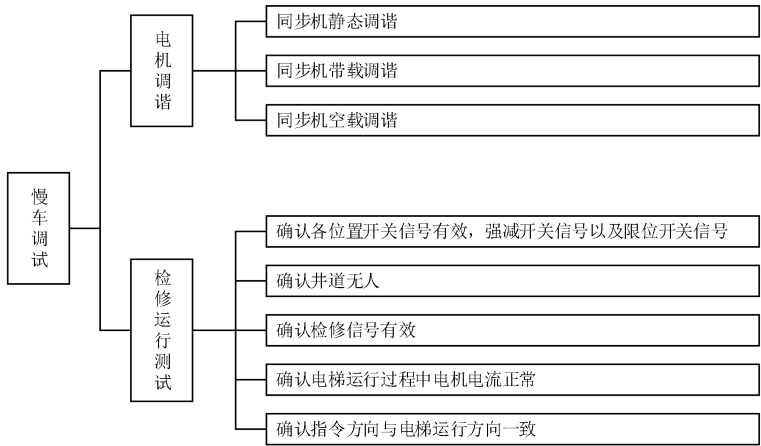 慢车调试
电机调谐
同步机静态调谐
同步机带载调谐
同步机空载调谐
检修运行测试
确认各位置开关信号有效，强减开关信号以及限位开关信号
确认井道无人
确认检修信号有效
确认电梯运行过程中电机电流正常
确认指令方向与电梯运行方向一致